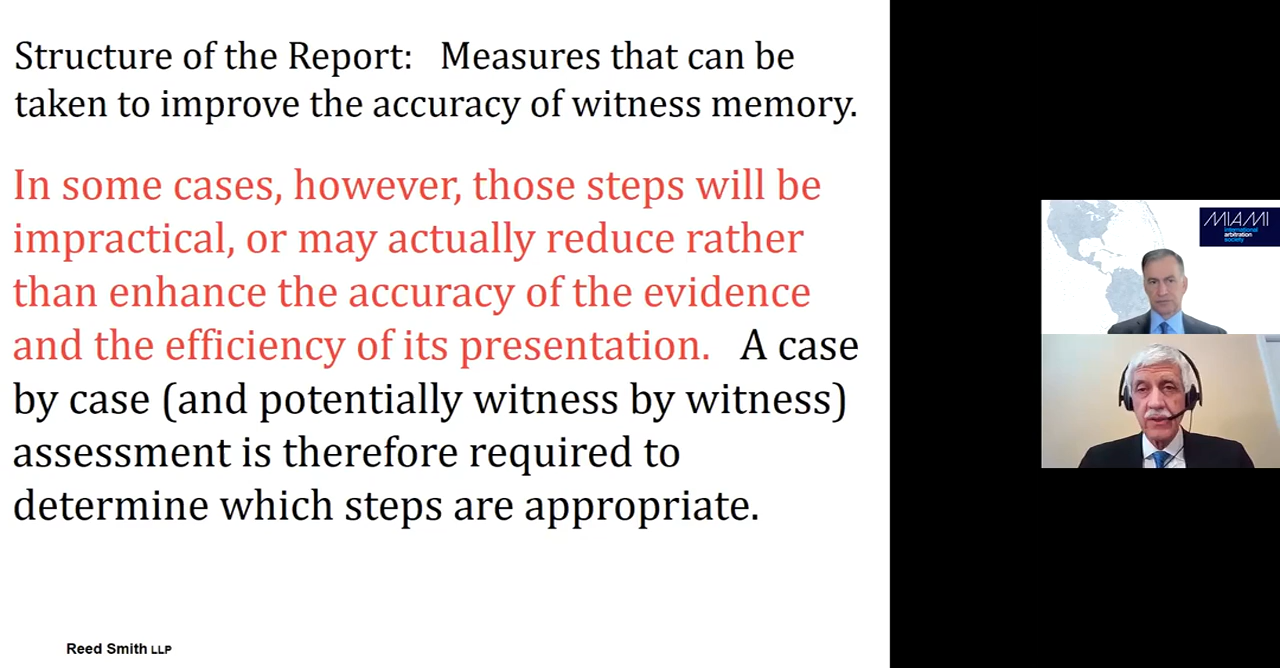 Structure of the Report: Measures that can be
taken to improve the accuracy of witness memory.
In some cases, however, those steps will be
impractical, or may actually reduce rather
than enhance the accuracy of the evidence
and the efficiency of its presentation. A case
by case (and potentially witness by witness)
assessment is therefore required to
determine which steps are appropriate.
Reed Smith LLP
MIAMI
international
arbitration
society